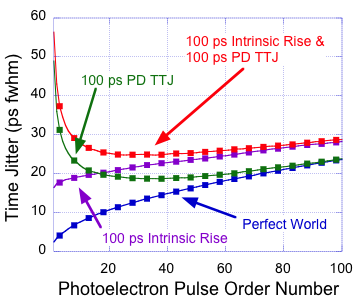 60
50
40
30
20
10
0
Time Jitter (ps fwhm)
100 ps Intrinsic Rise &
100 ps PD TTJ
100 ps PD TTJ
100 ps Intrinsic Rise
Perfect World
20 40 60 80 100
Photoelectron Pulse Order Number